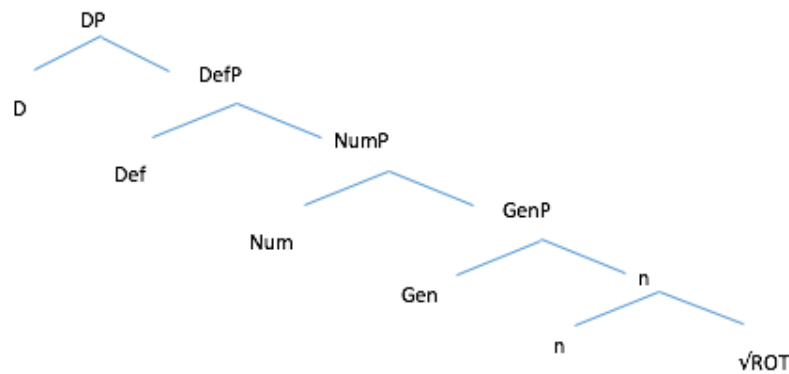 DP
D
DefP
Def
NumP
Num
GenP
Gen
n
n
√ROT